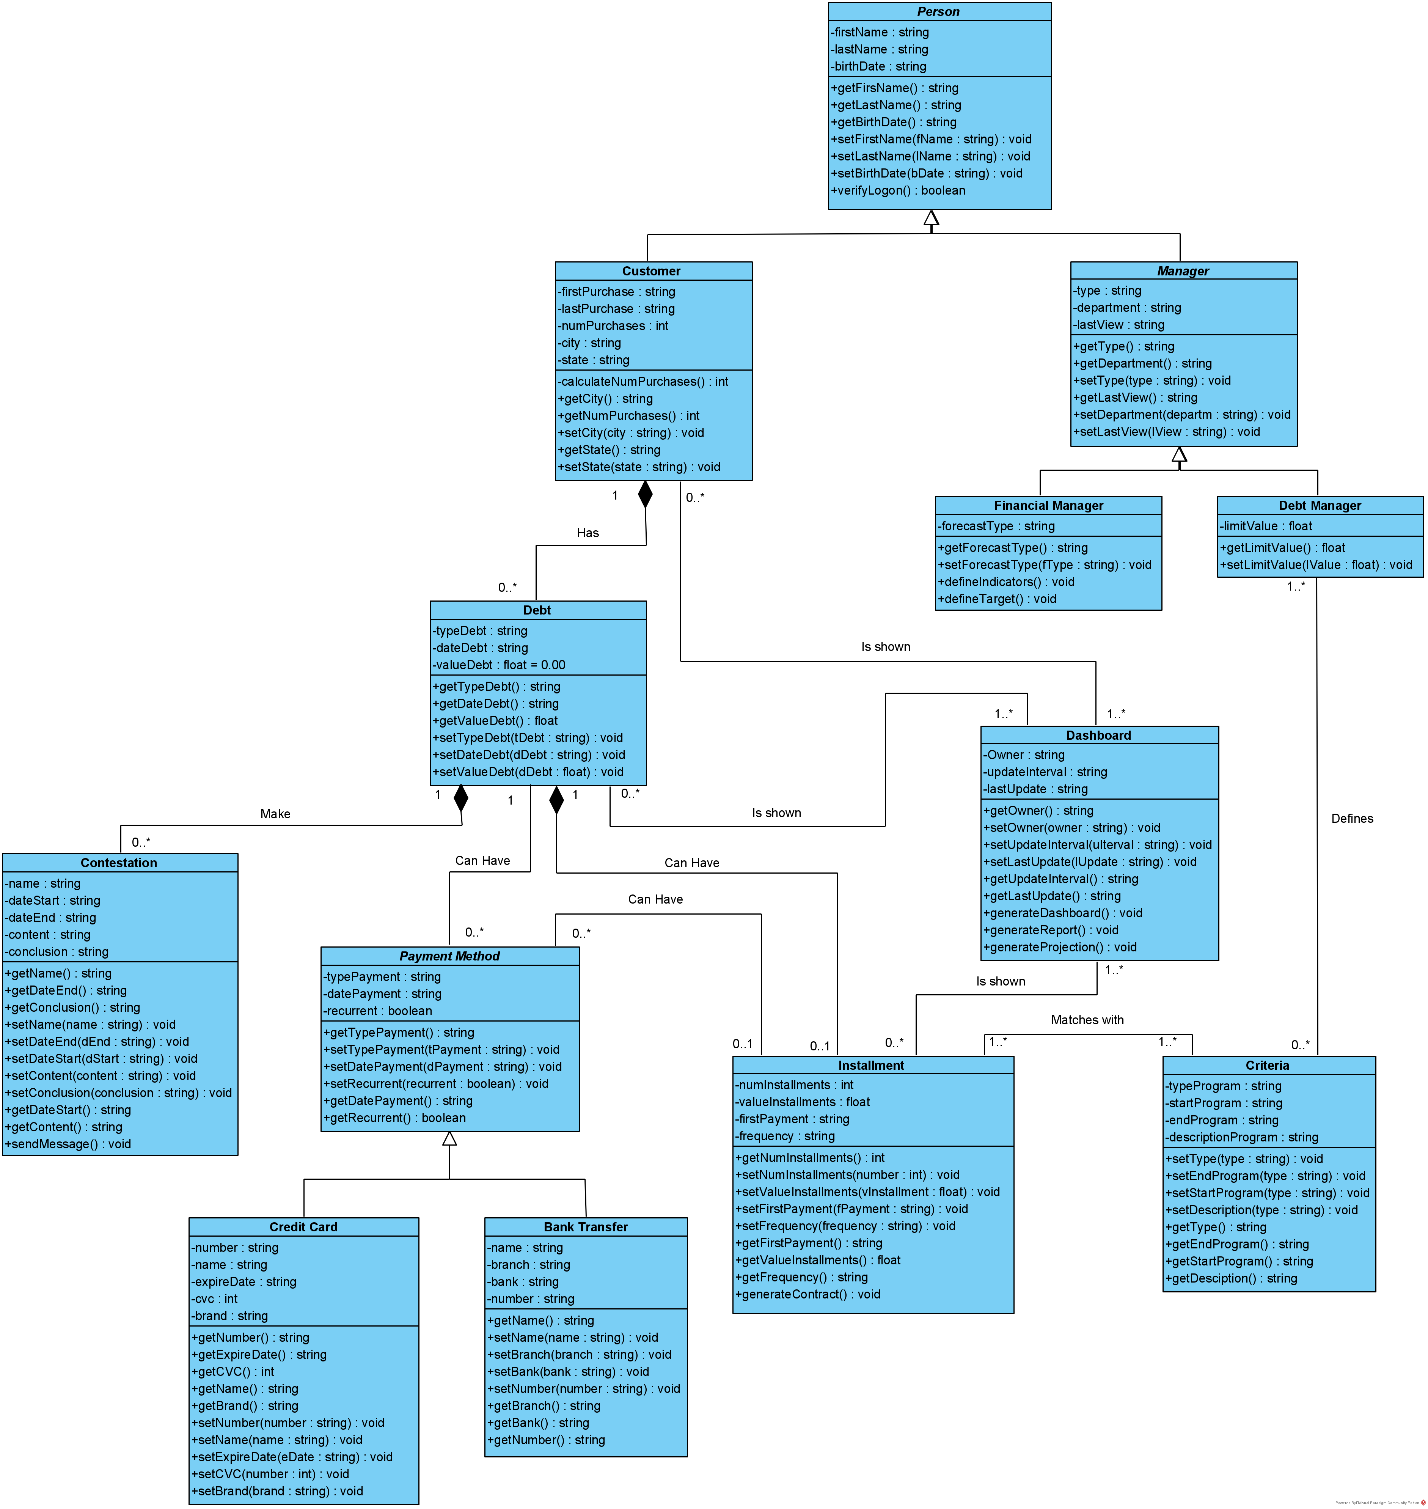 Person
-firstName : string
-lastName : string
-birthDate : string
+getFirsName() : string
+getLastName() : string
+getBirthDate() : string
+setFirstName(fName : string) : void
+setLastName(lName : string) : void
+setBirthDate(bDate : string) : void
+verifyLogon() : boolean
Customer
-firstPurchase : string
-lastPurchase : string
-numPurchases : int
-city : string
-state : string
-calculateNumPurchases() : int
+getCity() : string
+getNumPurchases() : int
+setCity(city : string) : void
+getState() : string
+setState(state : string) : void
Manager
-type : string
-department : string
-lastView : string
+getType() : string
+getDepartment() : string
+setType(type : string) : void
+getLastView() : string
+setDepartment(departm : string) : void
+setLastView(lView : string) : void
1
0..*
Has
0..*
Financial Manager
-forecastType : string
+getForecastType() : string
+setForecastType(fType : string) : void
+defineIndicators() : void
+defineTarget() : void
Debt Manager
-limitValue : float
+getLimitValue() : float
+setLimitValue(lValue : float) : void
1..*
Debt
-typeDebt : string
-dateDebt : string
-valueDebt : float = 0.00
+getTypeDebt() : string
+getDateDebt() : string
+getValueDebt() : float
+setTypeDebt(tDebt : string) : void
+setDateDebt(dDebt : string) : void
+setValueDebt(dDebt : float) : void
Is shown
1..*
1..*
Dashboard
-Owner : string
-updateInterval : string
-lastUpdate : string
+getOwner() : string
+setOwner(owner : string) : void
+setUpdateInterval(uIterval : string) : void
+setLastUpdate(lUpdate : string) : void
+getUpdateInterval() : string
+getLastUpdate() : string
+generateDashboard() : void
+generateReport() : void
+generateProjection() : void
1
1
1
0..*
Make
0..*
Is shown
Defines
Can Have
Can Have
Can Have
0..*
0..*
Contestation
-name : string
-dateStart : string
-dateEnd : string
-content : string
-conclusion : string
+getName() : string
+getDateEnd() : string
+getConclusion() : string
+setName(name : string) : void
+setDateEnd(dEnd : string) : void
+setDateStart(dStart : string) : void
+setContent(content : string) : void
+setConclusion(conclusion : string) : void
+getDateStart() : string
+getContent() : string
+sendMessage() : void
Payment Method
-typePayment : string
-datePayment : string
-recurrent : boolean
+getTypePayment() : string
+setTypePayment(tPayment : string) : void
+setDatePayment(dPayment : string) : void
+setRecurrent(recurrent : boolean) : void
+getDatePayment() : string
+getRecurrent() : boolean
1..*
Is shown
Matches with
0..1
0..1
0..*
1..*
1..*
0..*
Installment
-numInstallments : int
-valueInstallments : float
-firstPayment : string
-frequency : string
+getNumInstallments() : int
+setNumInstallments(number : int) : void
+setValueInstallments(vInstallment : float) : void
+setFirstPayment(fPayment : string) : void
+setFrequency(frequency : string) : void
+getFirstPayment() : string
+getValueInstallments() : float
+getFrequency() : string
+generateContract() : void
Criteria
-typeProgram : string
-startProgram : string
-endProgram : string
-descriptionProgram : string
+setType(type : string) : void
+setEndProgram(type : string) : void
+setStartProgram(type : string) : void
+setDescription(type : string) : void
+getType() : string
+getEndProgram() : string
+getStartProgram() : string
+getDesciption() : string
Credit Card
-number : string
-name : string
-expireDate : string
-cvc : int
-brand : string
+getNumber() : string
+getExpireDate() : string
+getCVC() : int
+getName() : string
+getBrand() : string
+setNumber(number : string) : void
+setName(name : string) : void
+setExpireDate(eDate : string) : void
+setCVC(number : int) : void
+setBrand(brand : string) : void
Bank Transfer
-name : string
-branch : string
-bank : string
-number : string
+getName() : string
+setName(name : string) : void
+setBranch(branch : string) : void
+setBank(bank : string) : void
+setNumber(number : string) : void
+getBranch() : string
+getBank() : string
+getNumber() : string